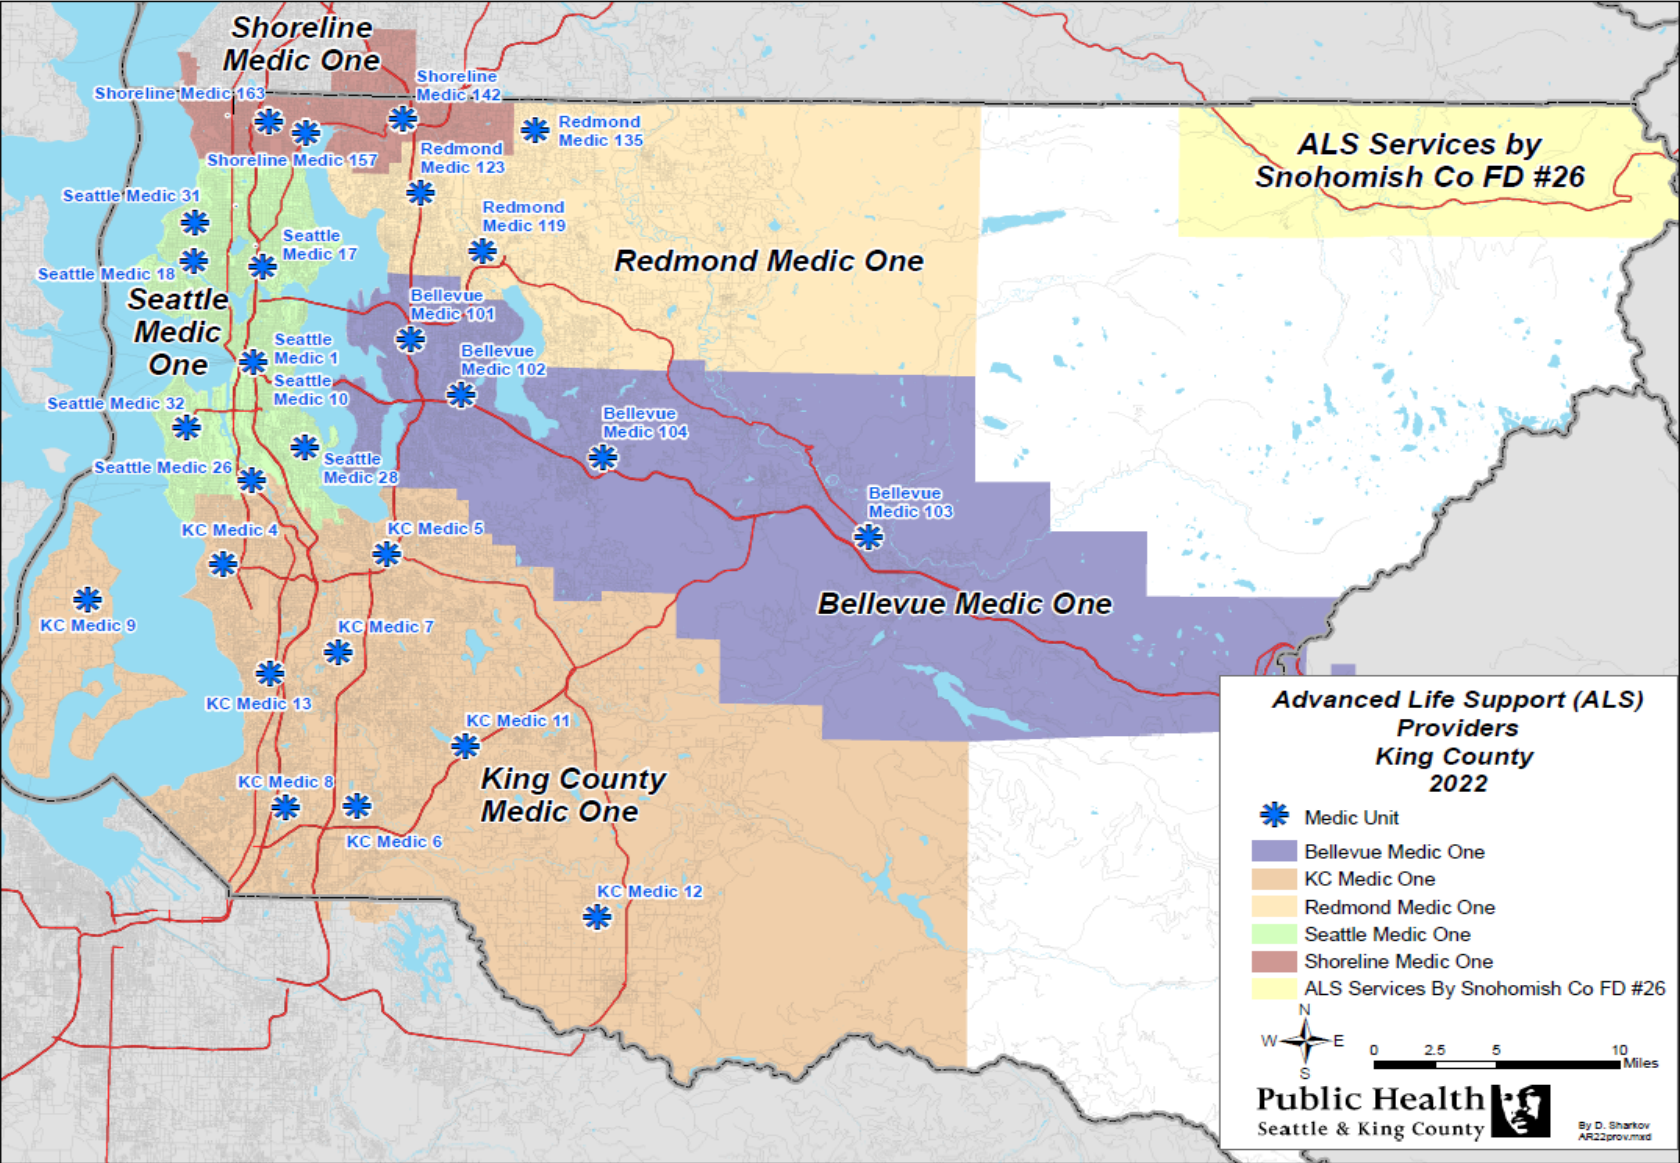 Shoreline
Medic One
Shoreline Medic 163
Shoreline
Medic 142
Shoreline Medic 157
Redmond
Medic 135
Redmond
Medic 123
Redmond
Medic 119
Redmond Medic One
ALS Services by
Snohomish Co FD #26
Seattle Medic 31
Seattle
Medic 17
Seattle Medic 18
Seattle
Medic
One
Seattle
Medic 1
Seattle
Medic 10
Seattle Medic 32
Seattle Medic 26
Seattle
Medic 28
Bellevue
Medic 101
Bellevue
Medic 102
Bellevue
Medic 104
Bellevue
Medic 103
Bellevue Medic One
KC Medic 4
KC Medic 5
KC Medic 9
KC Medic 7
KC Medic 13
KC Medic 11
King County
Medic One
KC Medic 8
KC Medic 6
KC Medic 12
Advanced Life Support (ALS)
Providers
King County
2022
Medic Unit
Bellevue Medic One
KC Medic One
Redmond Medic One
Seattle Medic One
Shoreline Medic One
ALS Services By Snohomish Co FD #26
N
W E
S
0 2.5 5 10
Miles
Public Health
Seattle & King County
By D. Sharkov
AR22prov.mxd